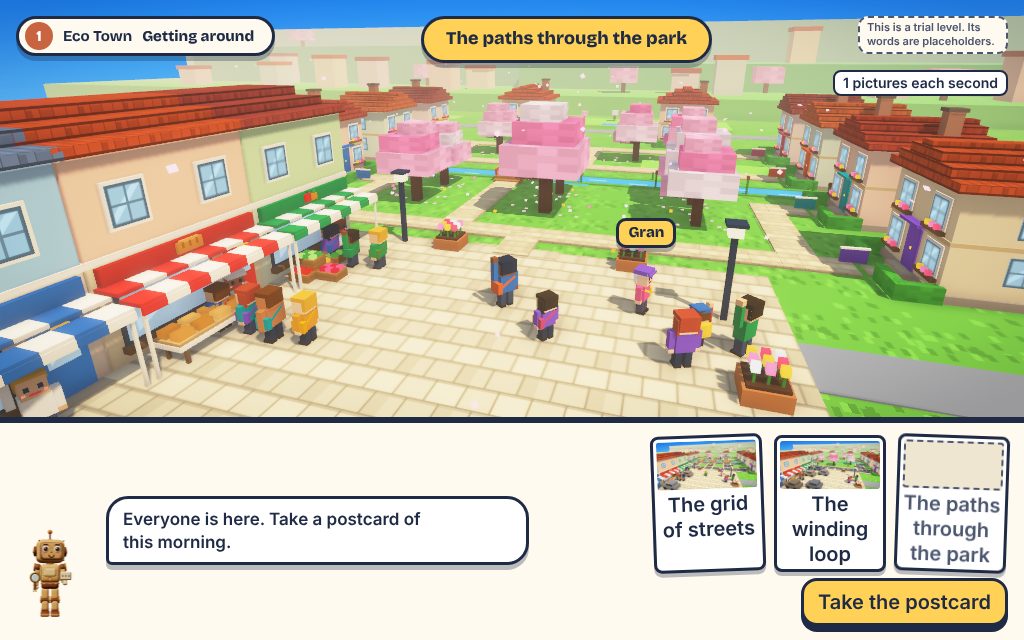 1 Eco Town Getting around
The paths through the park
This is a trial level. Its
words are placeholders.
1 pictures each second
Gran
Everyone is here. Take a postcard of
this morning.
The grid
of streets
The
winding
loop
The paths
through
the park
Take the postcard